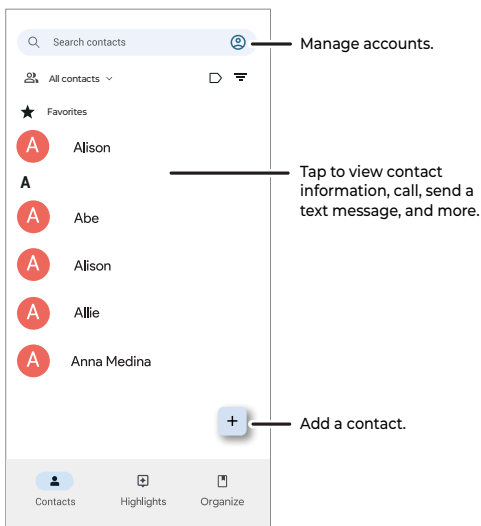 Search contacts
Manage accounts.
All contacts
Favorites
A Alison
Tap to view contact
information, call, send a
text message, and more.
A
A Abe
A Alison
A Allie
A Anna Medina
+
Add a contact.
Contacts Highlights Organize